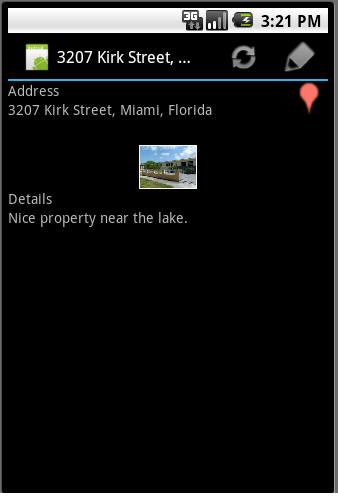 3G
3:21 PM
3207 Kirk Street, ...
Address
3207 Kirk Street, Miami, Florida
Details
Nice property near the lake.